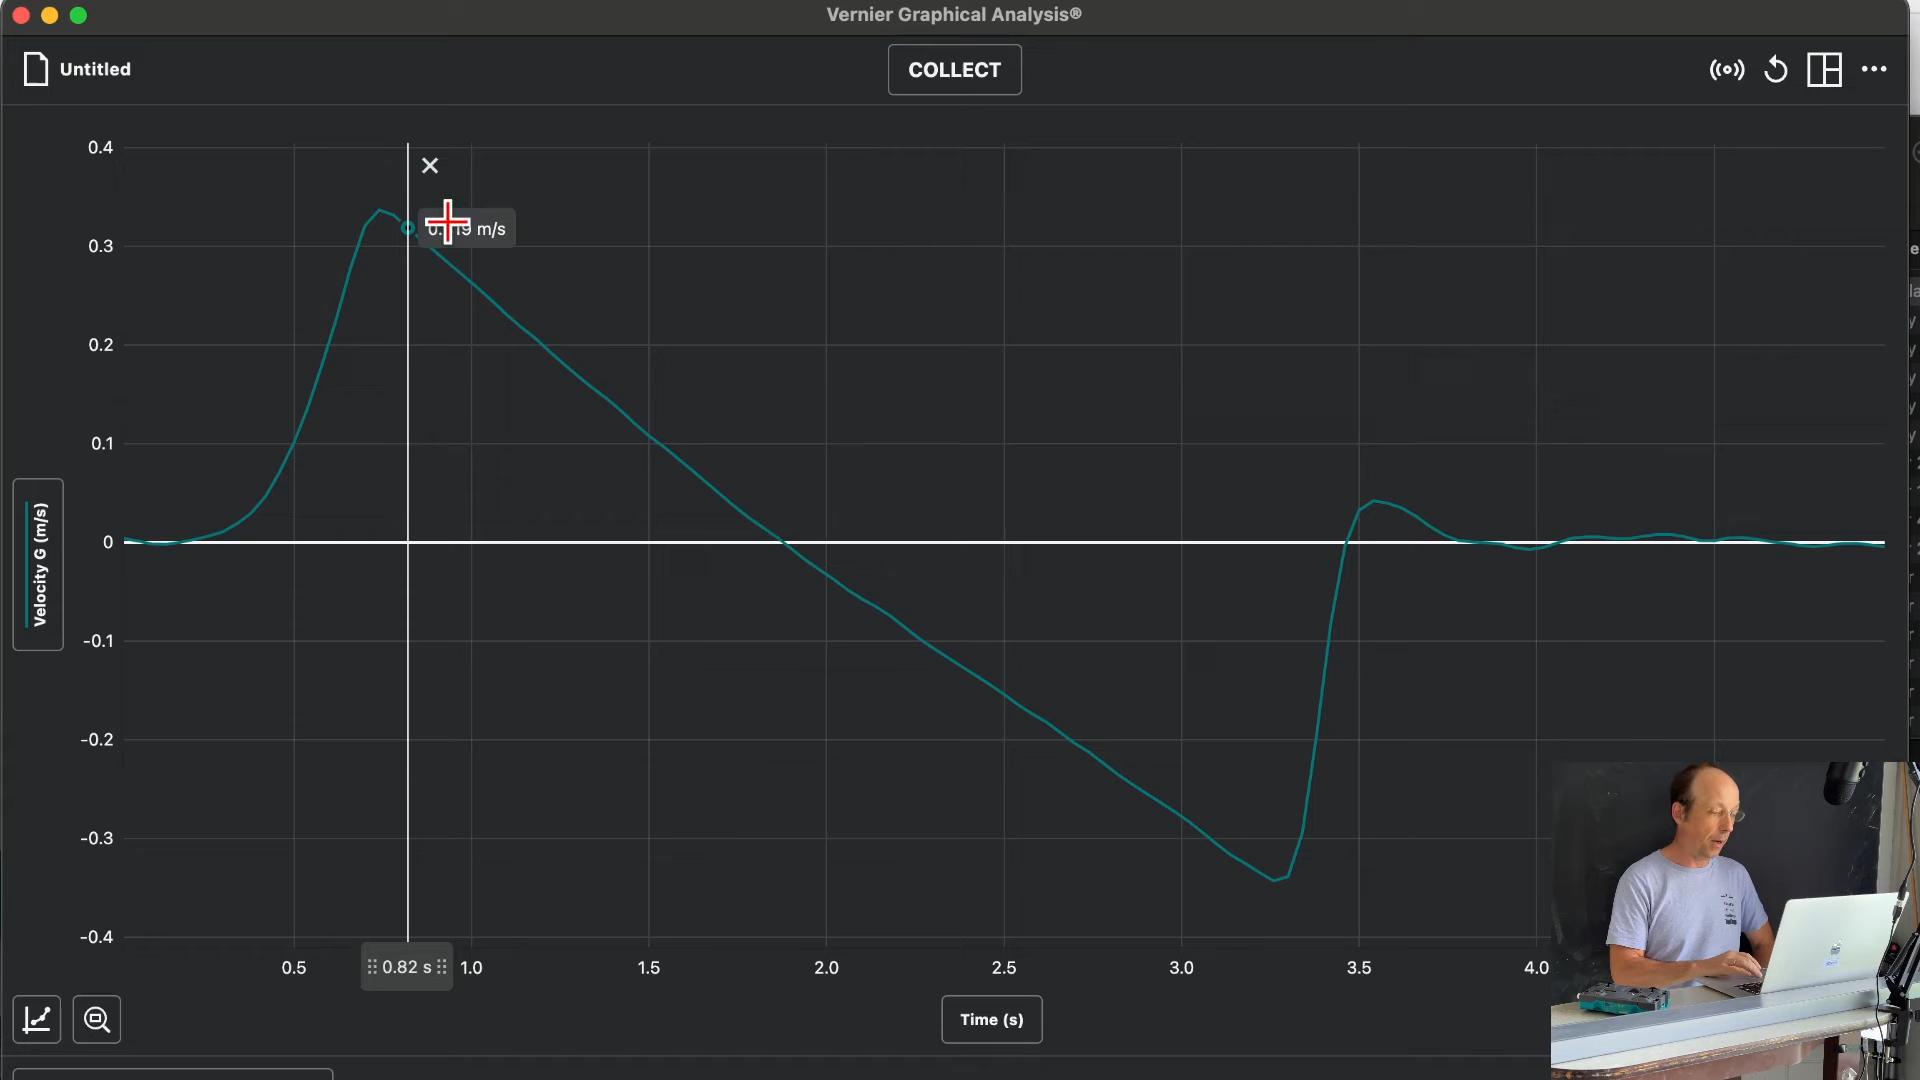 Vernier Graphical Analysis®
Untitled
COLLECT
0.4
0.3
0.2
0.1
0
-0.1
-0.2
-0.3
-0.4
m/s
Velocity G (m/s)
0.5
0.82 s
1.0
1.5
2.0
2.5
3.0
3.5
4.0
Time (s)